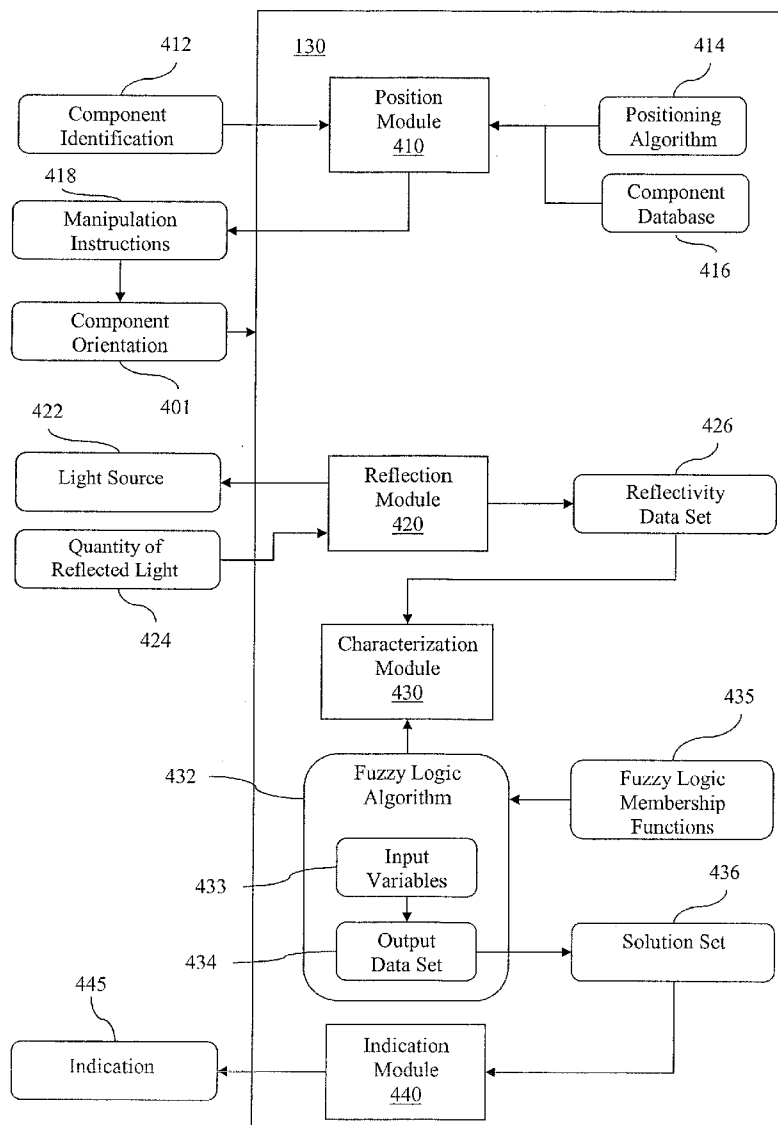 412
130
414
Component
Identification
Position
Module
410
Positioning
Algorithm
418
Manipulation
Instructions
Component
Database
416
Component
Orientation
401
422
426
Light Source
Reflection
Module
420
Reflectivity
Data Set
Quantity of
Reflected Light
424
Characterization
Module
430
435
432
Fuzzy Logic
Algorithm
Fuzzy Logic
Membership
Functions
433
Input
Variables
436
434
Output
Data Set
Solution Set
445
Indication
Indication
Module
440